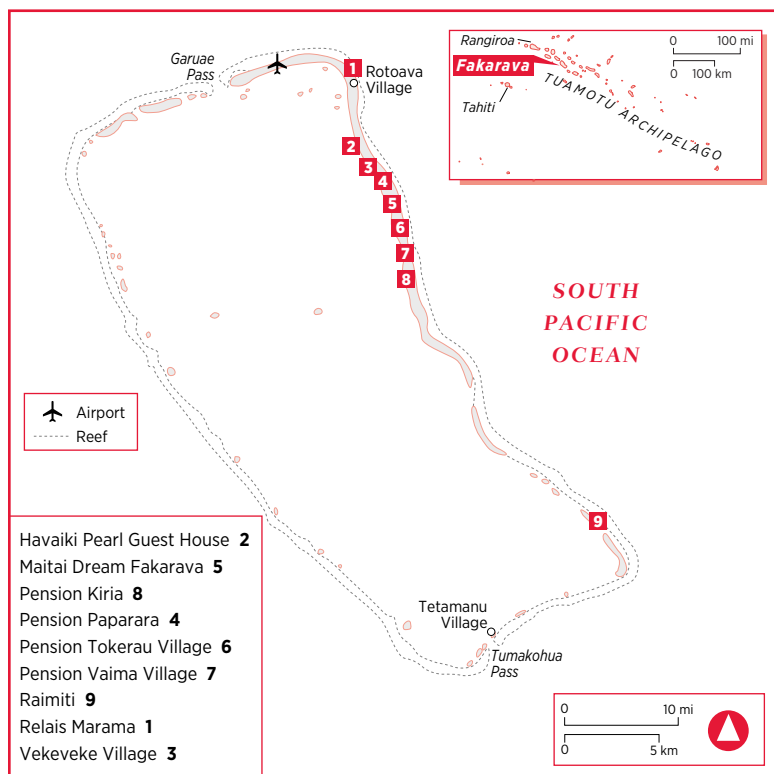 Garuae
Pass
1
Rotoava
Village
Rangiroa
0 100 mi
Fakarava
0 100 km
Tahiti
TUAMOTU ARCHIPELAGO
2
3
4
5
6
7
8
SOUTH
PACIFIC
OCEAN
Airport
Reef
9
Havaiki Pearl Guest House 2
Maitai Dream Fakarava 5
Pension Kiria 8
Pension Paparara 4
Pension Tokerau Village 6
Pension Vaima Village 7
Raimiti 9
Relais Marama 1
Vekeveke Village 3
Tetamanu
Village
Tumakohua
Pass
0 10 mi
0 5 km